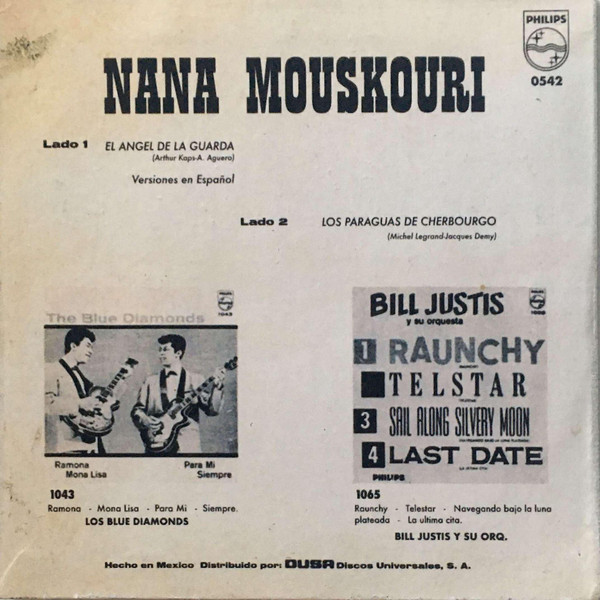 PHILIPS
0542
NANA MOUSKOURI
Lado 1 EL ANGEL DE LA GUARDA
(Arthur Kaps-A. Aguero)
Versiones en Español
Lado 2 LOS PARAGUAS DE CHERBOURGO
(Michel Legrand-Jacques Demy)
The Blue Diamonds
1043
Ramona
Mona Lisa
Para Mi
Siempre
1043
Ramona - Mona Lisa - Para Mi - Siempre.
LOS BLUE DIAMONDS
BILL JUSTIS
y su orquesta
1 RAUNCHY
TELSTAR
3 SAIL ALONG SILVERY MOON
4 LAST DATE
PHILIPS
1065
Raunchy - Telestar - Navegando bajo la luna
plateada - La ultima cita.
BILL JUSTIS Y SU ORQ.
Hecho en Mexico Distribuido por: DUSA Discos Universales, S. A.